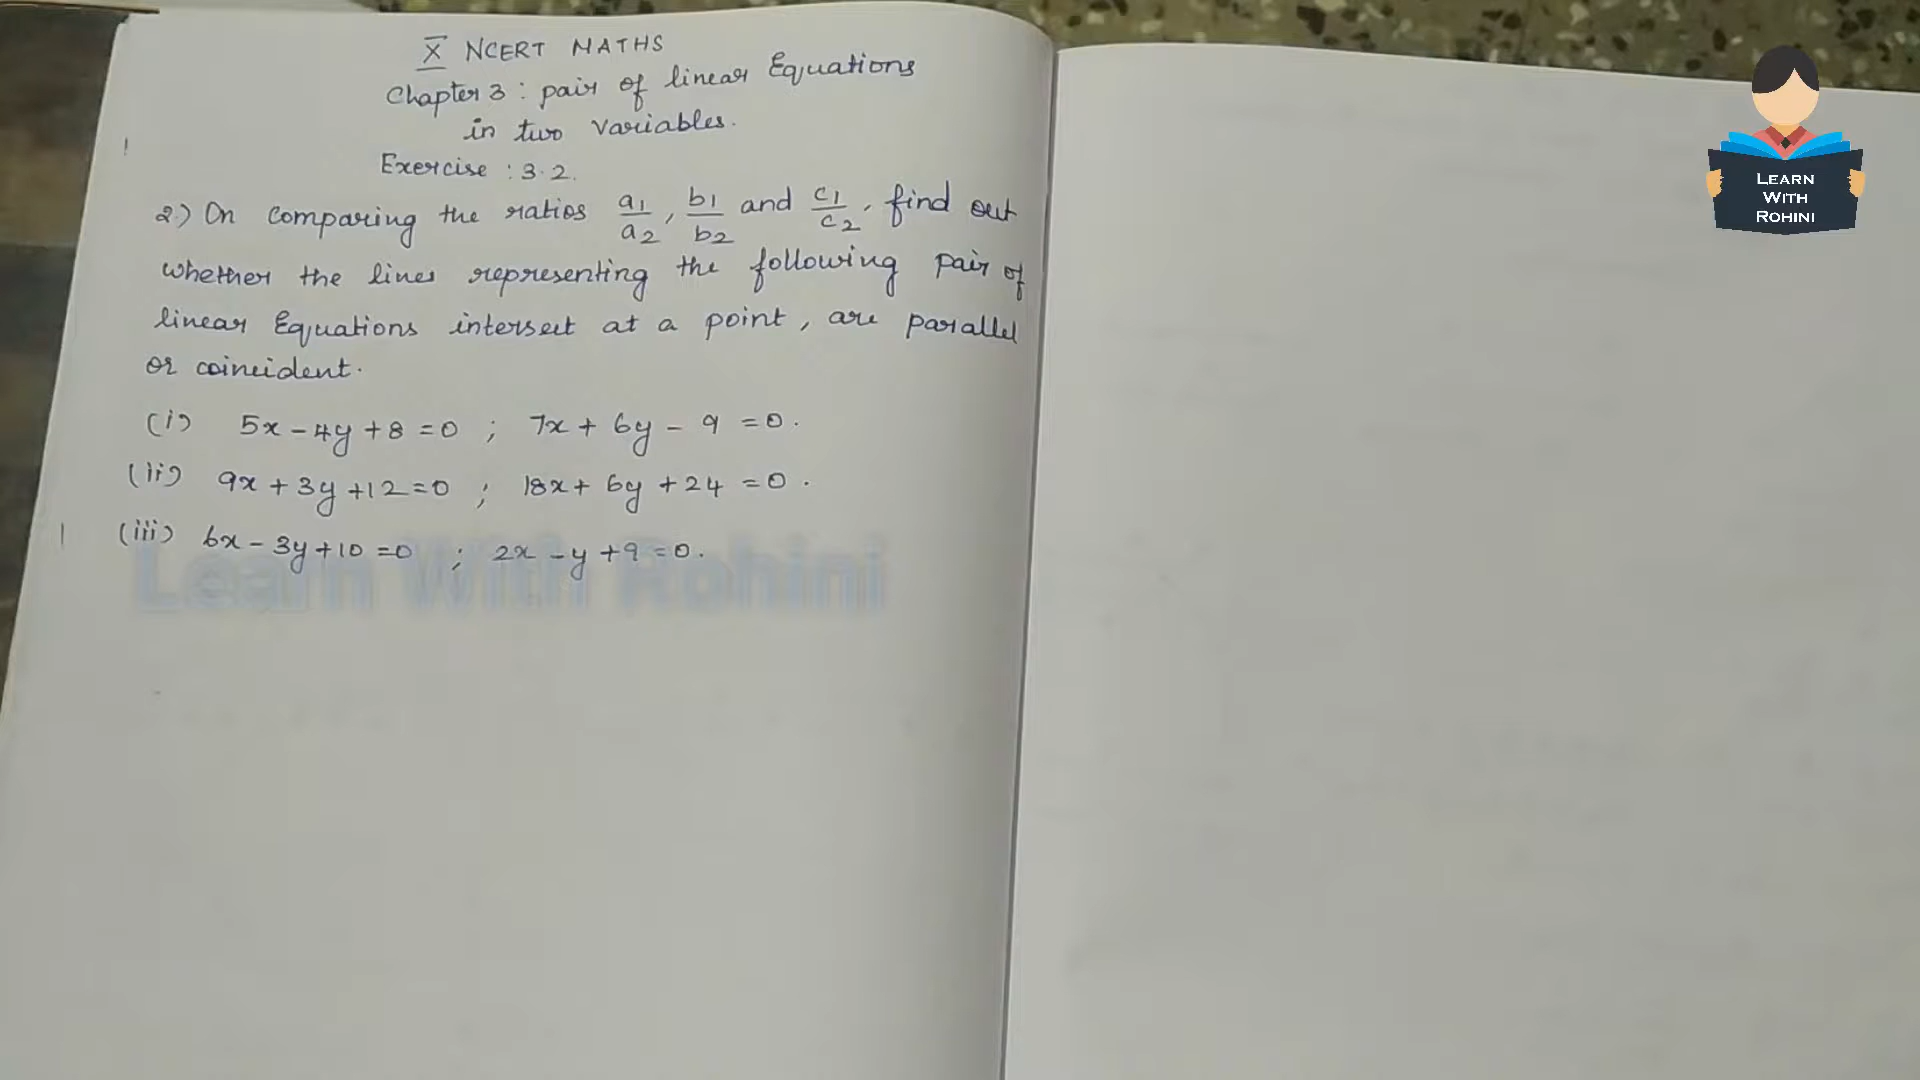 X NCERT MATHS
Chapter 3 : pair of linear Equations
in two variables.
Exercise : 3.2.
2.) On comparing the ratios a1/a2, b1/b2 and c1/c2, find out
whether the lines representing the following pair of
linear Equations intersect at a point, are parallel
or coincident.
(i) 5x - 4y + 8 = 0 ; 7x + 6y - 9 = 0.
(ii) 9x + 3y + 12 = 0 ; 18x + 6y + 24 = 0.
(iii) 6x - 3y + 10 = 0 ; 2x - y + 9 = 0.
Learn With Rohini
LEARN
WITH
ROHINI